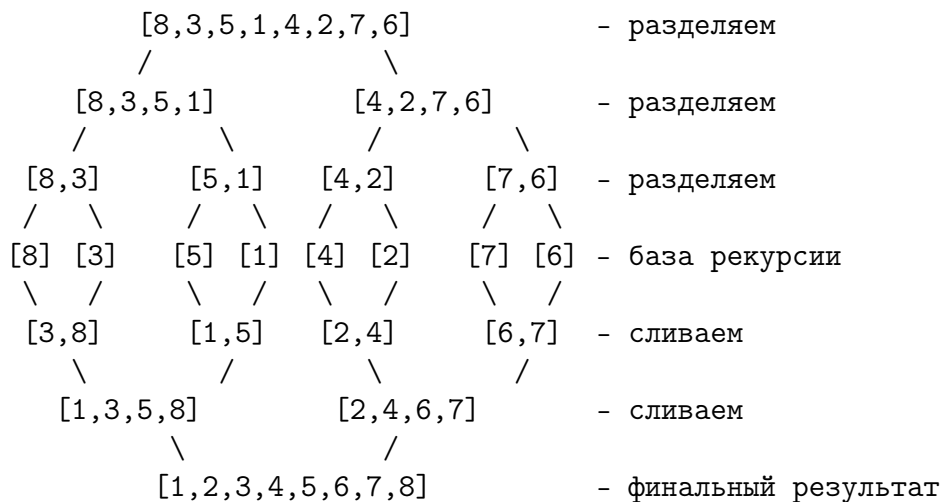 [8,3,5,1,4,2,7,6] - разделяем
/ \
[8,3,5,1] [4,2,7,6] - разделяем
/ \ / \
[8,3] [5,1] [4,2] [7,6] - разделяем
/ \ / \ / \ / \
[8] [3] [5] [1] [4] [2] [7] [6] - база рекурсии
\ / \ / \ / \ /
[3,8] [1,5] [2,4] [6,7] - сливаем
\ / \ /
[1,3,5,8] [2,4,6,7] - сливаем
\ /
[1,2,3,4,5,6,7,8] - финальный результат